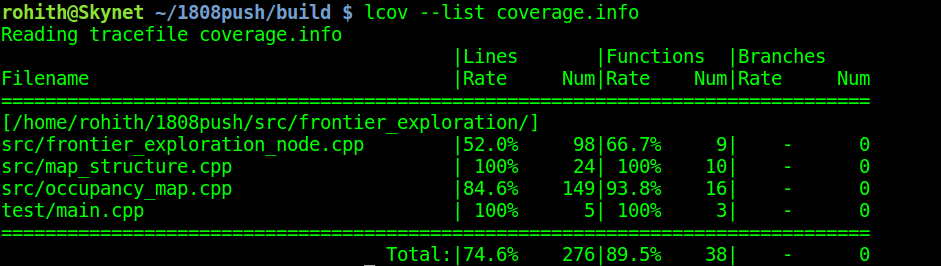 rohith@Skynet ~/1808push/build $ lcov --list coverage.info
Reading tracefile coverage.info
                                         |Lines       |Functions  |Branches
Filename                                 |Rate     Num|Rate    Num|Rate     Num
===============================================================================
[/home/rohith/1808push/src/frontier_exploration/]
src/frontier_exploration_node.cpp        |52.0%     98|66.7%     9|    -      0
src/map_structure.cpp                    | 100%     24| 100%    10|    -      0
src/occupancy_map.cpp                    |84.6%    149|93.8%    16|    -      0
test/main.cpp                            | 100%      5| 100%     3|    -      0
===============================================================================
                                 _ Total:|74.6%    276|89.5%    38|    -      0